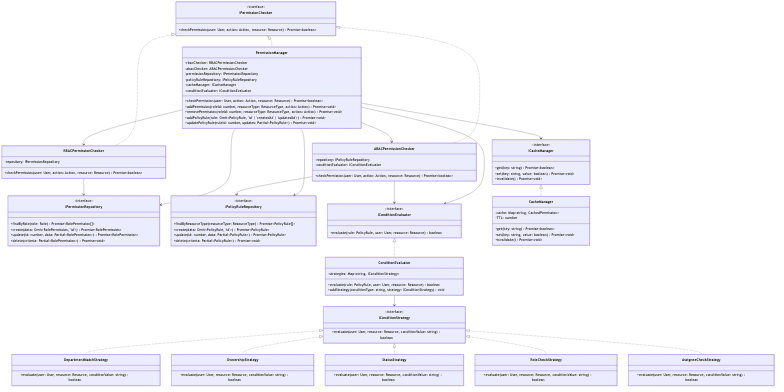 «interface»
IPermissionChecker
+checkPermission(user: User, action: Action, resource: Resource) : Promise<boolean>
PermissionManager
-rbacChecker: RBACPermissionChecker
-abacChecker: ABACPermissionChecker
-permissionRepository: IPermissionRepository
-policyRuleRepository: IPolicyRuleRepository
-cacheManager: ICacheManager
-conditionEvaluator: IConditionEvaluator
+checkPermission(user: User, action: Action, resource: Resource) : Promise<boolean>
+addPermission(roleId: number, resourceType: ResourceType, action: Action) : Promise<void>
+removePermission(roleId: number, resourceType: ResourceType, action: Action) : Promise<void>
+addPolicyRule(rule: Omit<PolicyRule, 'id' | 'createdAt' | 'updatedAt'>) : Promise<void>
+updatePolicyRule(ruleId: number, updates: Partial<PolicyRule>) : Promise<void>
RBACPermissionChecker
-repository: IPermissionRepository
+checkPermission(user: User, action: Action, resource: Resource) : Promise<boolean>
ABACPermissionChecker
-repository: IPolicyRuleRepository
-conditionEvaluator: IConditionEvaluator
+checkPermission(user: User, action: Action, resource: Resource) : Promise<boolean>
«interface»
ICacheManager
+get(key: string) : Promise<boolean>
+set(key: string, value: boolean) : Promise<void>
+invalidate() : Promise<void>
«interface»
IPermissionRepository
+findByRole(role: Role) : Promise<RolePermission[]>
+create(data: Omit<RolePermission, 'id'>) : Promise<RolePermission>
+update(id: number, data: Partial<RolePermission>) : Promise<RolePermission>
+delete(criteria: Partial<RolePermission>) : Promise<void>
«interface»
IPolicyRuleRepository
+findByResourceType(resourceType: ResourceType) : Promise<PolicyRule[]>
+create(data: Omit<PolicyRule, 'id'>) : Promise<PolicyRule>
+update(id: number, data: Partial<PolicyRule>) : Promise<PolicyRule>
+delete(criteria: Partial<PolicyRule>) : Promise<void>
«interface»
IConditionEvaluator
+evaluate(rule: PolicyRule, user: User, resource: Resource) : boolean
CacheManager
-cache: Map<string, CachedPermission>
-TTL: number
+get(key: string) : Promise<boolean>
+set(key: string, value: boolean) : Promise<void>
+invalidate() : Promise<void>
ConditionEvaluator
-strategies: Map<string, IConditionStrategy>
+evaluate(rule: PolicyRule, user: User, resource: Resource) : boolean
+addStrategy(conditionType: string, strategy: IConditionStrategy) : void
«interface»
IConditionStrategy
+evaluate(user: User, resource: Resource, conditionValue: string) :
boolean
DepartmentMatchStrategy
+evaluate(user: User, resource: Resource, conditionValue: string) :
boolean
OwnershipStrategy
+evaluate(user: User, resource: Resource, conditionValue: string) :
boolean
StatusStrategy
+evaluate(user: User, resource: Resource, conditionValue: string) :
boolean
RoleCheckStrategy
+evaluate(user: User, resource: Resource, conditionValue: string) :
boolean
AssigneeCheckStrategy
+evaluate(user: User, resource: Resource, conditionValue: string) :
boolean